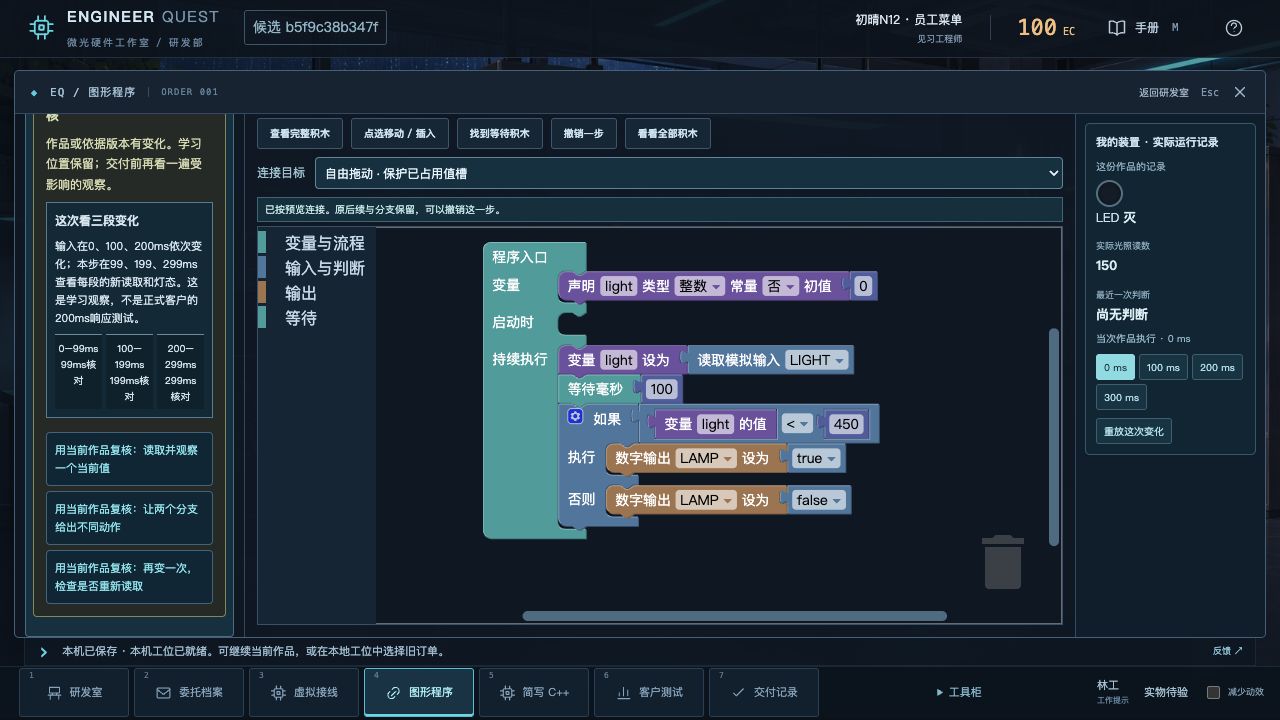 ENGINEER QUEST
微光硬件工作室 / 研发部
候选 b5f9c38b347f
初晴N12 · 员工菜单
见习工程师
100 EC
手册 M
EQ / 图形程序 | ORDER 001
返回研发室 Esc
核
作品或依据版本有变化。学习
位置保留；交付前再看一遍受
影响的观察。
这次看三段变化
输入在0、100、200ms依次变
化；本步在99、199、299ms
查看每段的新读取和灯态。这
是学习观察，不是正式客户的
200ms响应测试。
0—99ms
99ms核
对
100—
199ms
199ms核
对
200—
299ms
299ms
核对
用当前作品复核：读取并观察
一个当前值
用当前作品复核：让两个分支
给出不同动作
用当前作品复核：再变一次，
检查是否重新读取
查看完整积木
点选移动 / 插入
找到等待积木
撤销一步
看看全部积木
连接目标
自由拖动 · 保护已占用值槽
已按预览连接。原后续与分支保留，可以撤销这一步。
变量与流程
输入与判断
输出
等待
程序入口
变量 声明 light 类型 整数 常量 否 初值 0
启动时
持续执行 变量 light 设为 读取模拟输入 LIGHT
等待毫秒 100
如果 变量 light 的值 < 450
执行 数字输出 LAMP 设为 true
否则 数字输出 LAMP 设为 false
我的装置 · 实际运行记录
这份作品的记录
LED 灭
实际光照读数
150
最近一次判断
尚无判断
当次作品执行 · 0 ms
0 ms
100 ms
200 ms
300 ms
重放这次变化
本机已保存 · 本机工位已就绪。可继续当前作品，或在本地工位中选择旧订单。
反馈 ↗
1 研发室
2 委托档案
3 虚拟接线
4 图形程序
5 简写 C++
6 客户测试
7 交付记录
工具柜
林工
工作提示
实物待验
减少动效